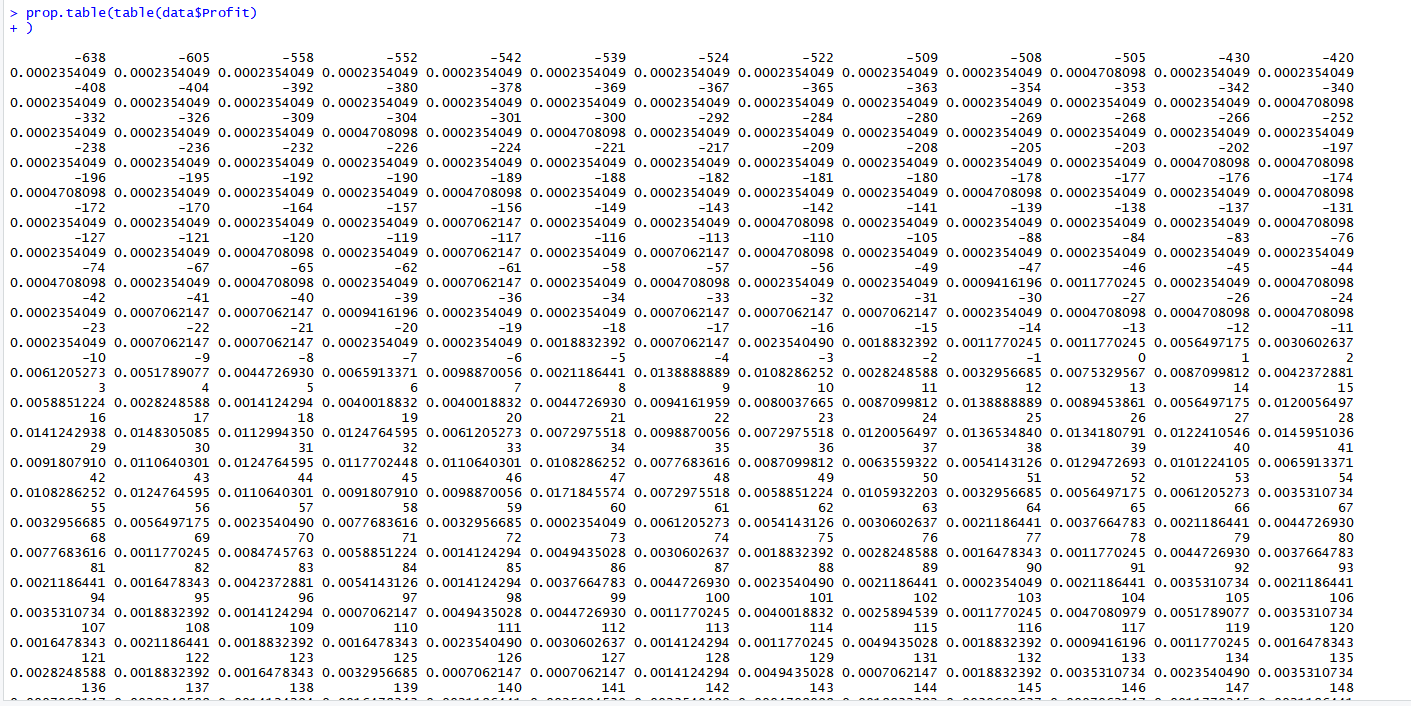 > prop.table(table(data$Profit)
+ )
-638 -605 -558 -552 -542 -539 -524 -522 -509 -508 -505 -430 -420
0.0002354049 0.0002354049 0.0002354049 0.0002354049 0.0002354049 0.0002354049 0.0002354049 0.0002354049 0.0002354049 0.0002354049 0.0004708098 0.0002354049 0.0002354049
-408 -404 -392 -380 -378 -369 -367 -365 -363 -354 -353 -342 -340
0.0002354049 0.0002354049 0.0002354049 0.0002354049 0.0002354049 0.0002354049 0.0002354049 0.0002354049 0.0002354049 0.0002354049 0.0002354049 0.0002354049 0.0004708098
-332 -326 -309 -304 -301 -300 -292 -284 -280 -269 -268 -266 -252
0.0002354049 0.0002354049 0.0002354049 0.0004708098 0.0002354049 0.0004708098 0.0002354049 0.0002354049 0.0002354049 0.0002354049 0.0002354049 0.0002354049 0.0002354049
-238 -236 -232 -226 -224 -221 -217 -209 -208 -205 -203 -202 -197
0.0002354049 0.0002354049 0.0002354049 0.0002354049 0.0002354049 0.0002354049 0.0002354049 0.0002354049 0.0002354049 0.0002354049 0.0002354049 0.0004708098 0.0004708098
-196 -195 -192 -190 -189 -188 -182 -181 -180 -178 -177 -176 -174
0.0004708098 0.0002354049 0.0002354049 0.0002354049 0.0004708098 0.0002354049 0.0002354049 0.0002354049 0.0002354049 0.0004708098 0.0002354049 0.0002354049 0.0004708098
-172 -170 -164 -157 -156 -149 -143 -142 -141 -139 -138 -137 -131
0.0002354049 0.0002354049 0.0002354049 0.0002354049 0.0007062147 0.0002354049 0.0002354049 0.0004708098 0.0002354049 0.0002354049 0.0002354049 0.0002354049 0.0004708098
-127 -121 -120 -119 -117 -116 -113 -110 -105 -88 -84 -83 -76
0.0002354049 0.0002354049 0.0004708098 0.0002354049 0.0007062147 0.0002354049 0.0007062147 0.0004708098 0.0002354049 0.0002354049 0.0002354049 0.0002354049 0.0002354049
-74 -67 -65 -62 -61 -58 -57 -56 -49 -47 -46 -45 -44
0.0004708098 0.0002354049 0.0004708098 0.0002354049 0.0007062147 0.0002354049 0.0004708098 0.0002354049 0.0002354049 0.0009416196 0.0011770245 0.0002354049 0.0004708098
-42 -41 -40 -39 -36 -34 -33 -32 -31 -30 -27 -26 -24
0.0002354049 0.0007062147 0.0007062147 0.0009416196 0.0002354049 0.0002354049 0.0007062147 0.0007062147 0.0007062147 0.0002354049 0.0004708098 0.0004708098 0.0004708098
-23 -22 -21 -20 -19 -18 -17 -16 -15 -14 -13 -12 -11
0.0002354049 0.0007062147 0.0007062147 0.0002354049 0.0002354049 0.0018832392 0.0007062147 0.0023540490 0.0018832392 0.0011770245 0.0011770245 0.0056497175 0.0030602637
-10 -9 -8 -7 -6 -5 -4 -3 -2 -1 0 1 2
0.0061205273 0.0051789077 0.0044726930 0.0065913371 0.0098870056 0.0021186441 0.0138888889 0.0108286252 0.0028248588 0.0032956685 0.0075329567 0.0087099812 0.0042372881
3 4 5 6 7 8 9 10 11 12 13 14 15
0.0058851224 0.0028248588 0.0014124294 0.0040018832 0.0040018832 0.0044726930 0.0094161959 0.0080037665 0.0087099812 0.0138888889 0.0089453861 0.0056497175 0.0120056497
16 17 18 19 20 21 22 23 24 25 26 27 28
0.0141242938 0.0148305085 0.0112994350 0.0124764595 0.0061205273 0.0072975518 0.0098870056 0.0072975518 0.0120056497 0.0136534840 0.0134180791 0.0122410546 0.0145951036
29 30 31 32 33 34 35 36 37 38 39 40 41
0.0091807910 0.0110640301 0.0124764595 0.0117702448 0.0110640301 0.0108286252 0.0077683616 0.0087099812 0.0063559322 0.0054143126 0.0129472693 0.0101224105 0.0065913371
42 43 44 45 46 47 48 49 50 51 52 53 54
0.0108286252 0.0124764595 0.0110640301 0.0091807910 0.0098870056 0.0171845574 0.0072975518 0.0058851224 0.0105932203 0.0032956685 0.0056497175 0.0061205273 0.0035310734
55 56 57 58 59 60 61 62 63 64 65 66 67
0.0032956685 0.0056497175 0.0023540490 0.0077683616 0.0032956685 0.0002354049 0.0061205273 0.0054143126 0.0030602637 0.0021186441 0.0037664783 0.0021186441 0.0044726930
68 69 70 71 72 73 74 75 76 77 78 79 80
0.0077683616 0.0011770245 0.0084745763 0.0058851224 0.0014124294 0.0049435028 0.0030602637 0.0018832392 0.0028248588 0.0016478343 0.0011770245 0.0044726930 0.0037664783
81 82 83 84 85 86 87 88 89 90 91 92 93
0.0021186441 0.0016478343 0.0042372881 0.0054143126 0.0014124294 0.0037664783 0.0044726930 0.0023540490 0.0021186441 0.0002354049 0.0021186441 0.0035310734 0.0021186441
94 95 96 97 98 99 100 101 102 103 104 105 106
0.0035310734 0.0018832392 0.0014124294 0.0007062147 0.0049435028 0.0044726930 0.0011770245 0.0040018832 0.0025894539 0.0011770245 0.0047080979 0.0051789077 0.0035310734
107 108 109 110 111 112 113 114 115 116 117 119 120
0.0016478343 0.0021186441 0.0018832392 0.0016478343 0.0023540490 0.0030602637 0.0014124294 0.0011770245 0.0049435028 0.0018832392 0.0009416196 0.0011770245 0.0016478343
121 122 123 125 126 127 128 129 131 132 133 134 135
0.0028248588 0.0018832392 0.0016478343 0.0032956685 0.0007062147 0.0007062147 0.0014124294 0.0049435028 0.0007062147 0.0018832392 0.0035310734 0.0023540490 0.0035310734
136 137 138 139 140 141 142 143 144 145 146 147 148